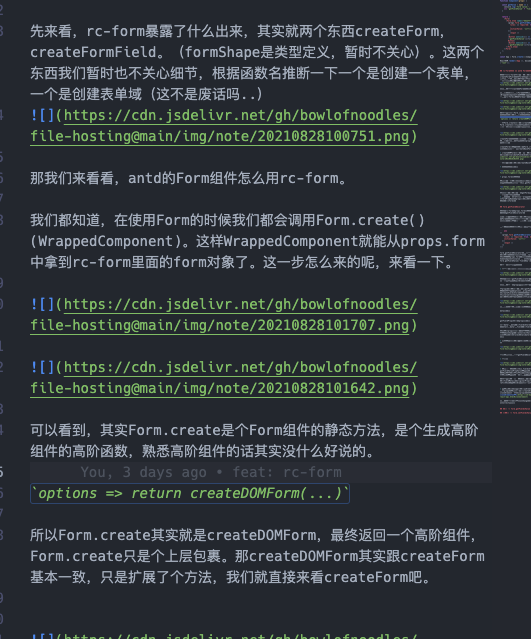 先来看，rc-form暴露了什么出来，其实就两个东西createForm,
createFormField。（formShape是类型定义，暂时不关心）。这两个
东西我们暂时也不关心细节，根据函数名推断一下一个是创建一个表单，
一个是创建表单域（这不是废话吗..）
![](https://cdn.jsdelivr.net/gh/bowlofnoodles/
file-hosting@main/img/note/20210828100751.png)
那我们来看看，antd的Form组件怎么用rc-form。
我们都知道，在使用Form的时候我们都会调用Form.create()
(WrappedComponent)。这样WrappedComponent就能从props.form
中拿到rc-form里面的form对象了。这一步怎么来的呢，来看一下。
![](https://cdn.jsdelivr.net/gh/bowlofnoodles/
file-hosting@main/img/note/20210828101707.png)
![](https://cdn.jsdelivr.net/gh/bowlofnoodles/
file-hosting@main/img/note/20210828101642.png)
可以看到，其实Form.create是个Form组件的静态方法，是个生成高阶
组件的高阶函数，熟悉高阶组件的话其实没什么好说的。
You, 3 days ago • feat: rc-form
`options => return createDOMForm(...)`
所以Form.create其实就是createDOMForm，最终返回一个高阶组件，
Form.create只是个上层包裹。那createDOMForm其实跟createForm
基本一致，只是扩展了个方法，我们就直接来看createForm吧。
![](https://cdn.jsdelivr.net/gh/bowlofnoodles/